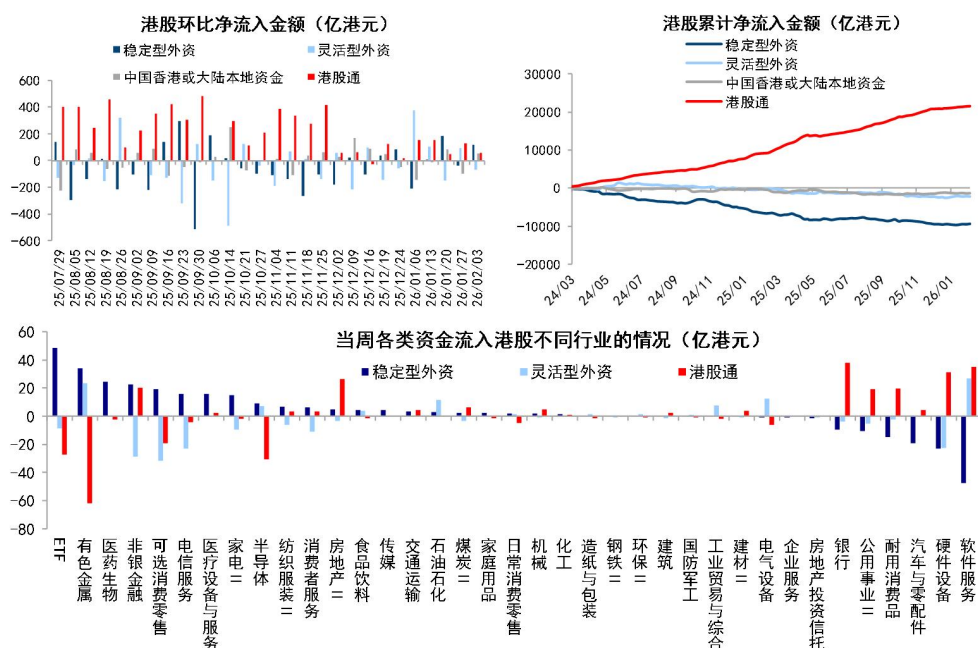 港股环比净流入金额（亿港元）
稳定型外资
灵活型外资
中国香港或大陆本地资金
港股通
600
400
200
0
-200
-400
-600
25/07/29
25/08/05
25/08/12
25/08/19
25/08/26
25/09/02
25/09/09
25/09/16
25/09/23
25/09/30
25/10/06
25/10/14
25/10/21
25/10/27
25/11/04
25/11/11
25/11/18
25/11/25
25/12/02
25/12/09
25/12/16
25/12/19
25/12/24
26/01/06
26/01/13
26/01/20
26/01/27
26/02/03
港股累计净流入金额（亿港元）
稳定型外资
灵活型外资
中国香港或大陆本地资金
港股通
30000
20000
10000
0
-10000
-20000
24/03
24/05
24/07
24/09
24/11
25/01
25/03
25/05
25/07
25/09
25/11
26/01
当周各类资金流入港股不同行业的情况（亿港元）
稳定型外资
灵活型外资
港股通
60
40
20
0
-20
-40
-60
-80
ETF
有色金属
医药生物
非银金融
可选消费零售
电信服务
医疗设备与服务
家电II
半导体
纺织服装II
消费者服务
房地产II
食品饮料
传媒
交通运输
石油石化
煤炭II
家庭用品
日常消费零售
机械
化工
造纸与包装
钢铁II
环保II
建筑
国防军工
工业贸易与综合
建材II
电气设备
企业服务
房地产投资信托
银行
公用事业II
耐用消费品
汽车与零配件
硬件设备
软件服务